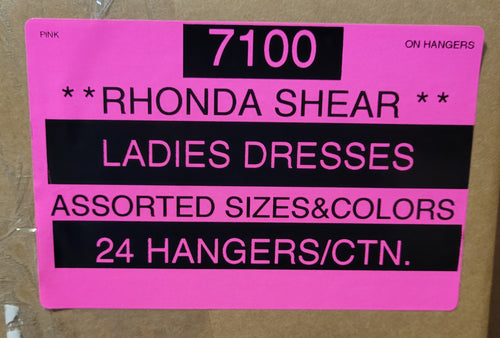 PINK
7100
ON HANGERS
**RHONDA SHEAR **
LADIES DRESSES
ASSORTED SIZES&COLORS
24 HANGERS/CTN.